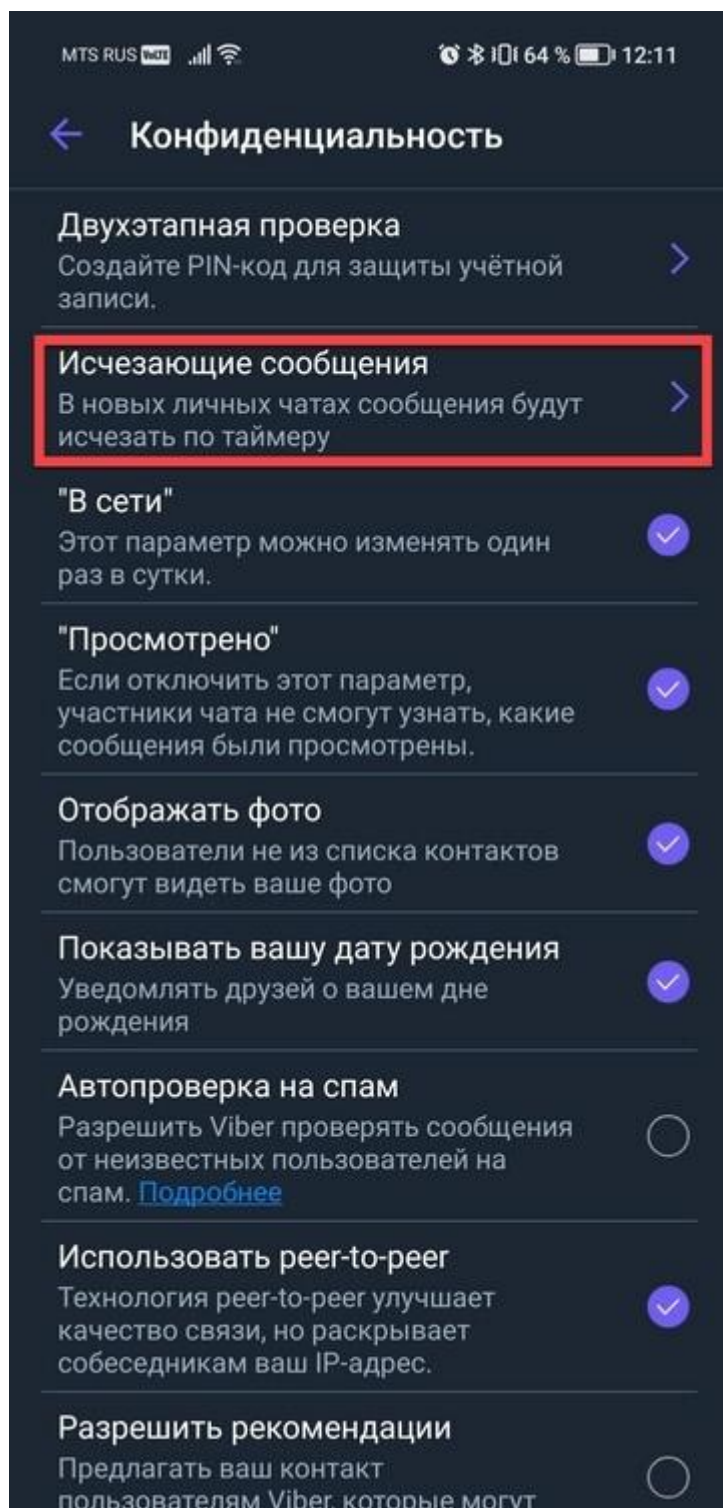 MTS RUS VoLTE 64 % 12:11
Конфиденциальность
Двухэтапная проверка
Создайте PIN-код для защиты учётной
записи.
Исчезающие сообщения
В новых личных чатах сообщения будут
исчезать по таймеру
"В сети"
Этот параметр можно изменять один
раз в сутки.
"Просмотрено"
Если отключить этот параметр,
участники чата не смогут узнать, какие
сообщения были просмотрены.
Отображать фото
Пользователи не из списка контактов
смогут видеть ваше фото
Показывать вашу дату рождения
Уведомлять друзей о вашем дне
рождения
Автопроверка на спам
Разрешить Viber проверять сообщения
от неизвестных пользователей на
спам. Подробнее
Использовать peer-to-peer
Технология peer-to-peer улучшает
качество связи, но раскрывает
собеседникам ваш IP-адрес.
Разрешить рекомендации
Предлагать ваш контакт
пользователям Viber, которые могут